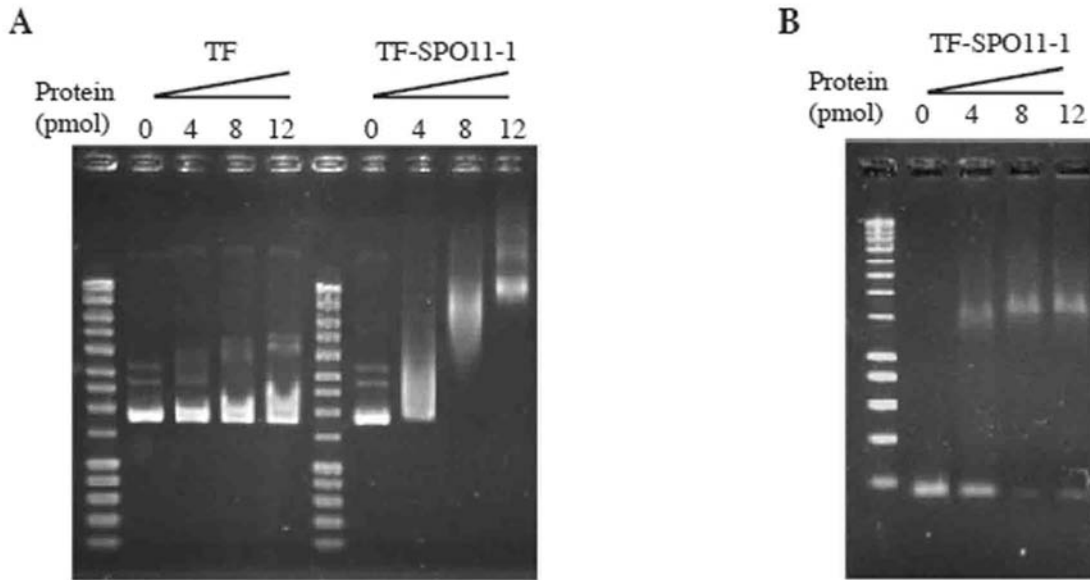 A
TF TF-SPO11-1
Protein
(pmol) 0 4 8 12 0 4 8 12
B
TF-SPO11-1
Protein
(pmol) 0 4 8 12